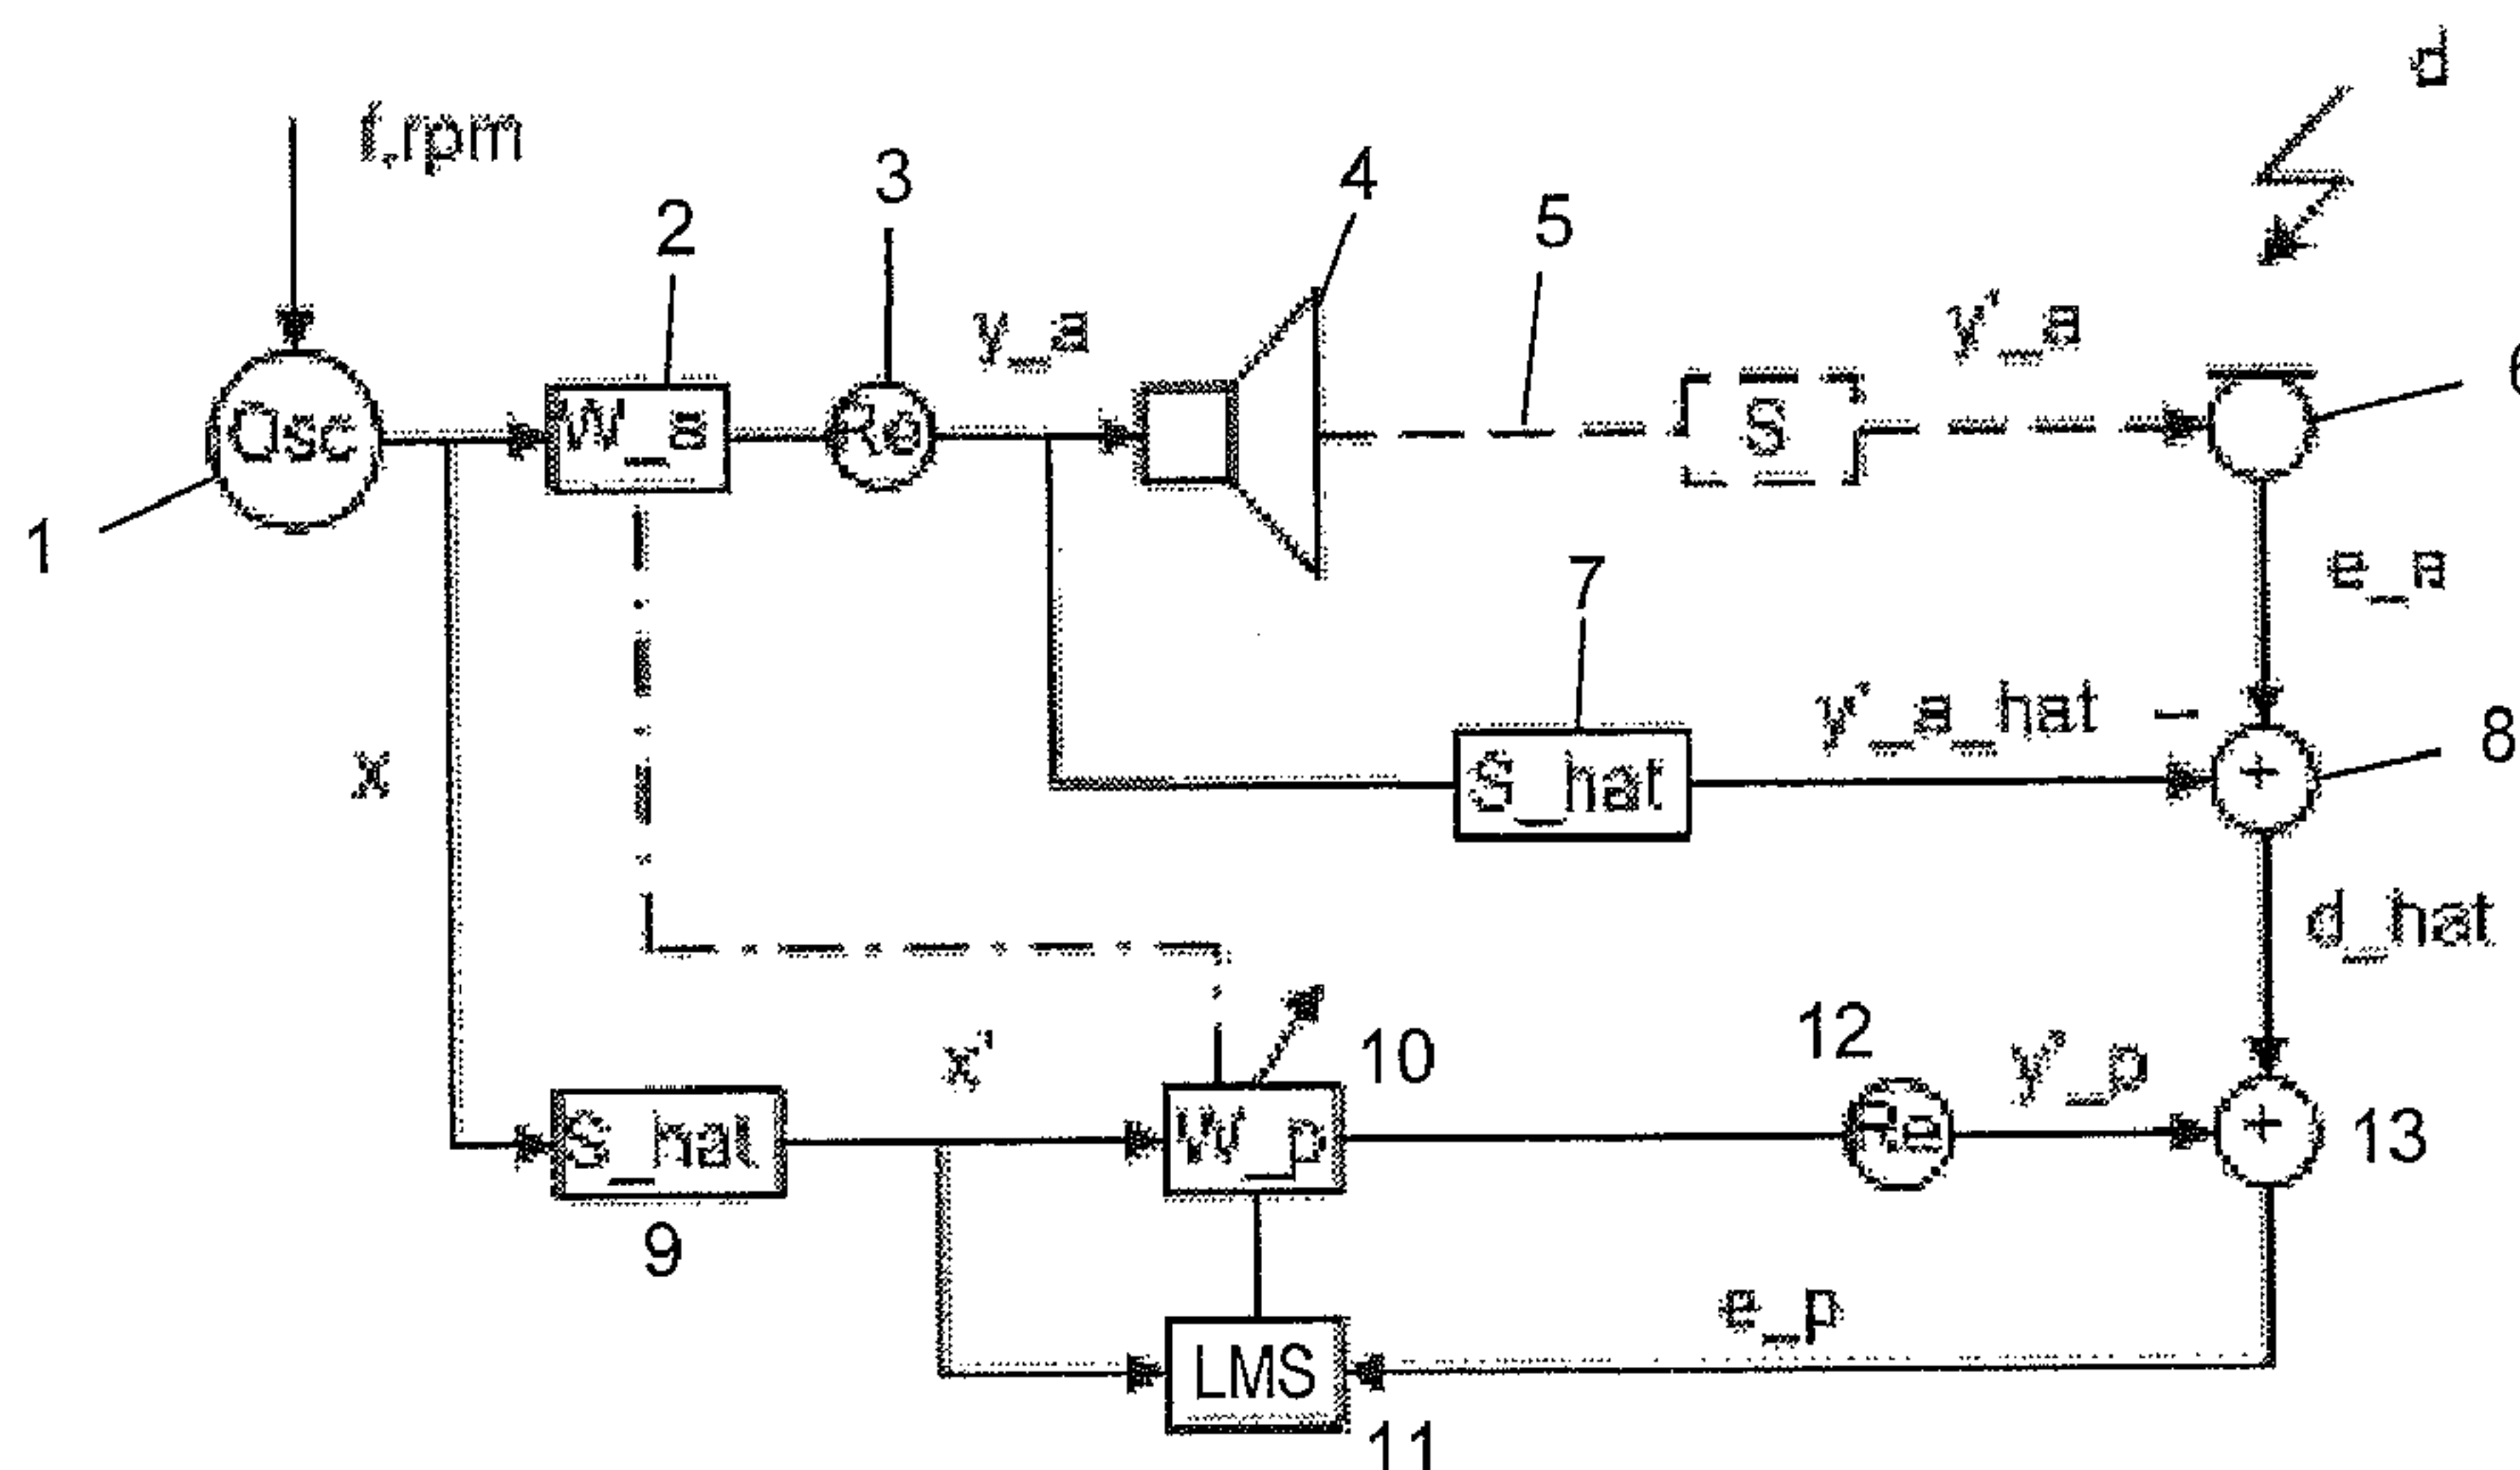 d
f,rpm
3
4
2
5
y_a
y'_a
6
Osc
W_a
Re
S
1
e_a
7
y'_a_hat -
8
x
S_hat
+
d_hat
12
10
x'
y'_p
S_hat
W_p
Re
+
13
9
e_p
LMS
11